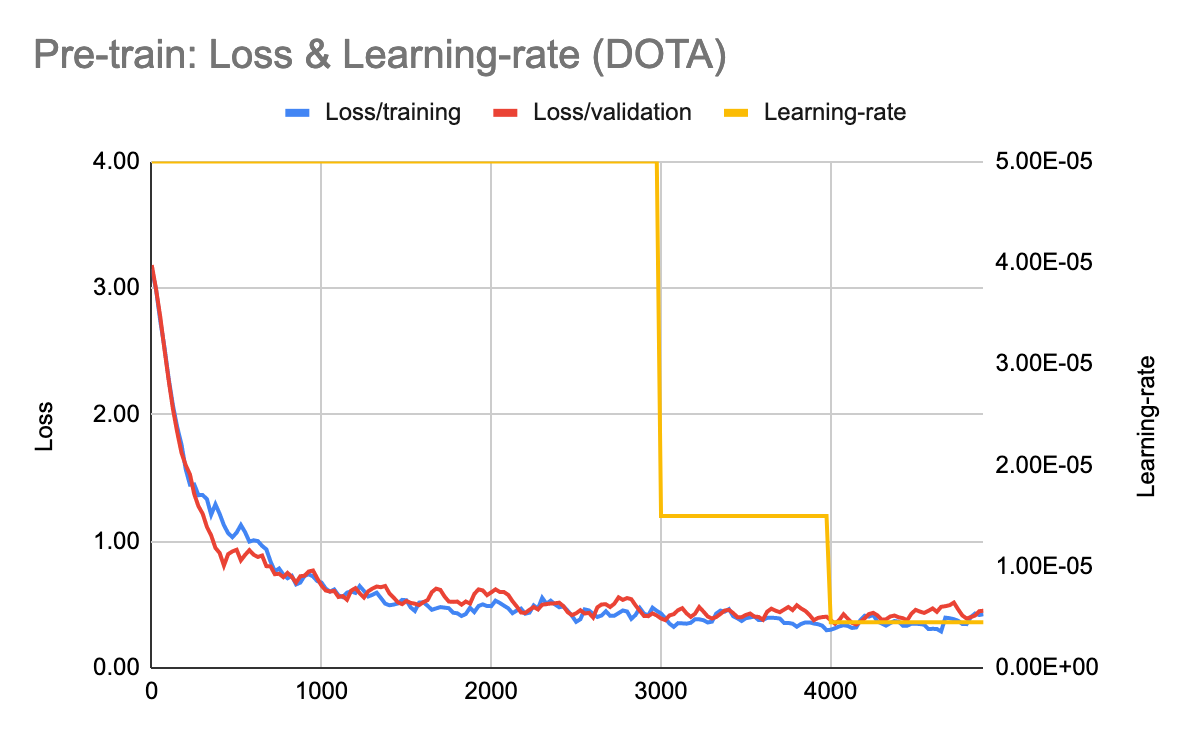 Pre-train: Loss & Learning-rate (DOTA)
Loss/training Loss/validation Learning-rate
4.00 5.00E-05
4.00E-05
3.00
3.00E-05
2.00
2.00E-05
1.00
1.00E-05
0.00 0.00E+00
0 1000 2000 3000 4000
Loss
Learning-rate